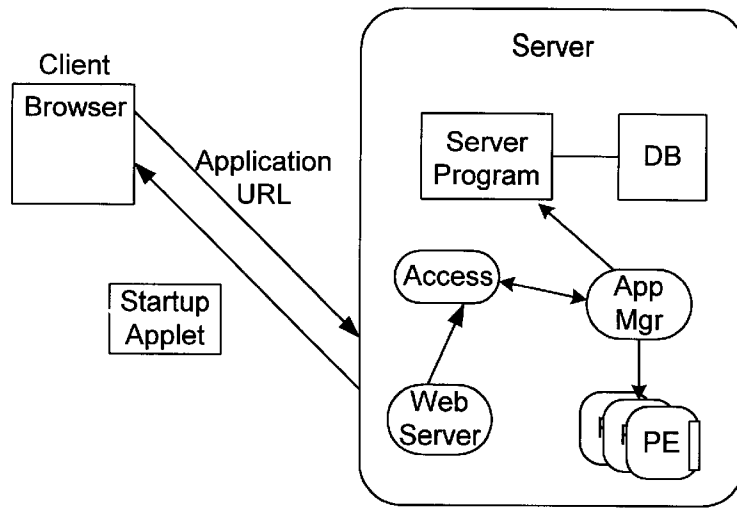 Client
Browser
Application
URL
Startup
Applet
Server
Server
Program
DB
Access
App
Mgr
Web
Server
PE